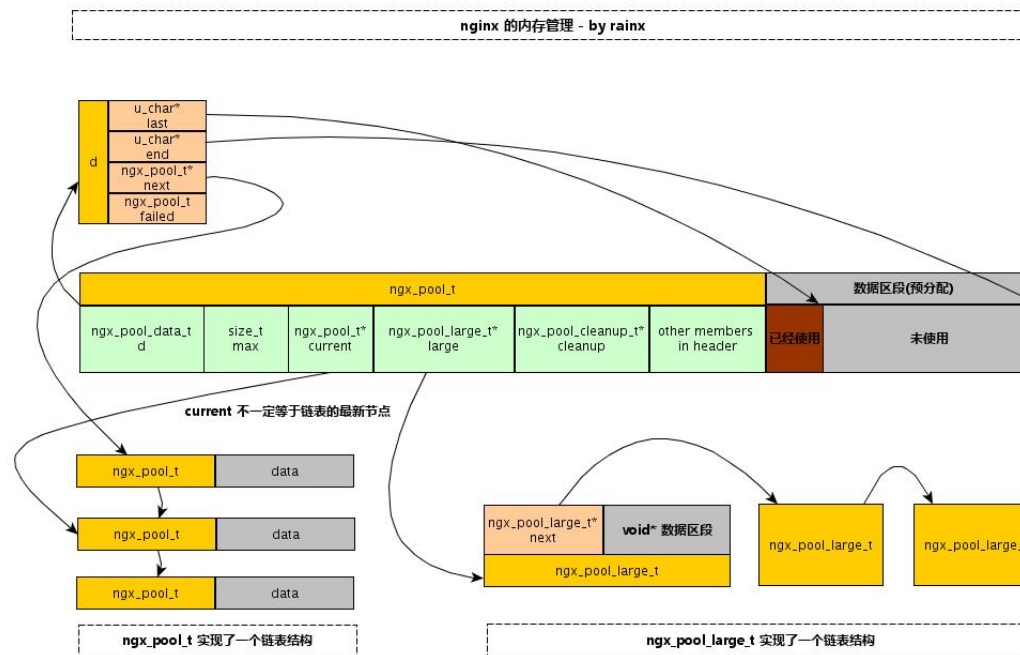 nginx 的内存管理 - by rainx
u_char*
last
u_char*
end
d
ngx_pool_t*
next
ngx_pool_t
failed
ngx_pool_t
数据区段(预分配)
ngx_pool_data_t
d
size_t
max
ngx_pool_t*
current
ngx_pool_large_t*
large
ngx_pool_cleanup_t*
cleanup
other members
in header
已经使用
未使用
current 不一定等于链表的最新节点
ngx_pool_t
data
ngx_pool_t
data
ngx_pool_t
data
ngx_pool_large_t*
next
void* 数据区段
ngx_pool_large_t
ngx_pool_large_t
ngx_pool_large_
ngx_pool_t 实现了一个链表结构
ngx_pool_large_t 实现了一个链表结构